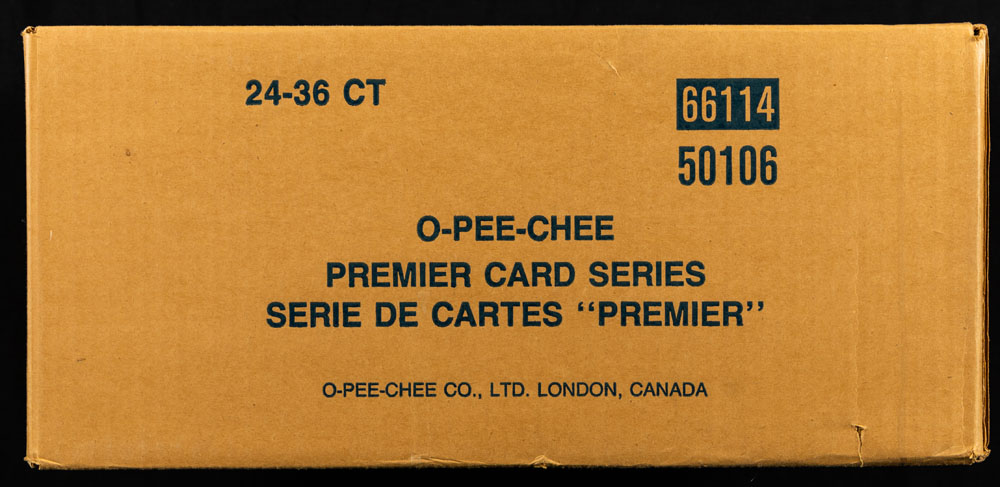 24-36 CT
66114
50106
O-PEE-CHEE
PREMIER CARD SERIES
SERIE DE CARTES "PREMIER"
O-PEE-CHEE CO., LTD. LONDON, CANADA